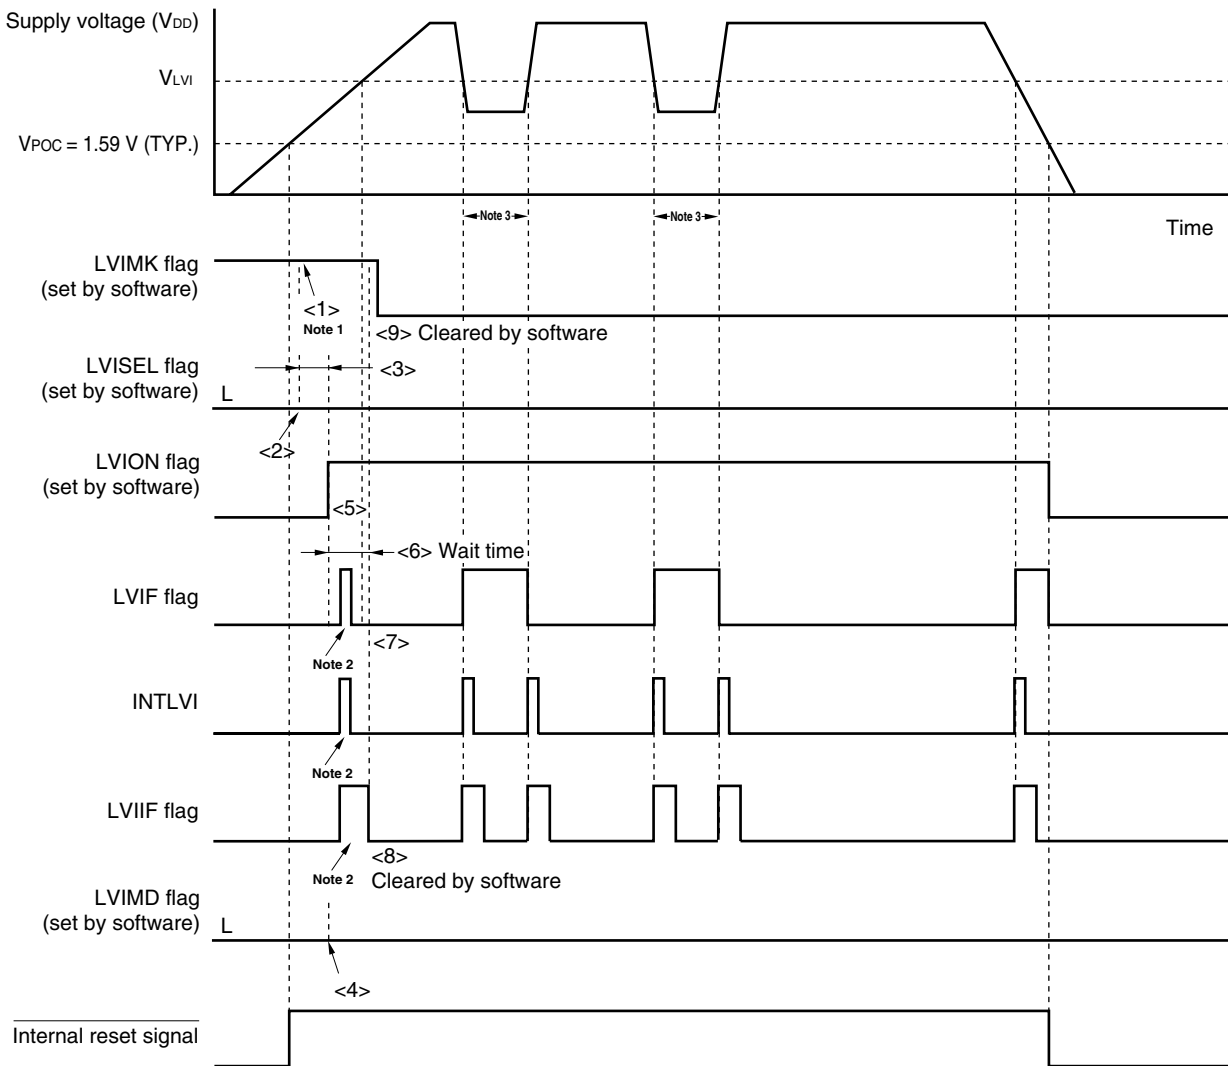 Supply voltage (VDD)
VLVI
VPOC = 1.59 V (TYP.)
Note 3
Note 3
Time
LVIMK flag
(set by software)
<1>
Note 1
<9> Cleared by software
LVISEL flag
(set by software)
L
<3>
<2>
LVION flag
(set by software)
<5>
<6> Wait time
LVIF flag
<7>
Note 2
INTLVI
Note 2
LVIIF flag
<8>
Cleared by software
Note 2
LVIMD flag
(set by software)
L
<4>
Internal reset signal